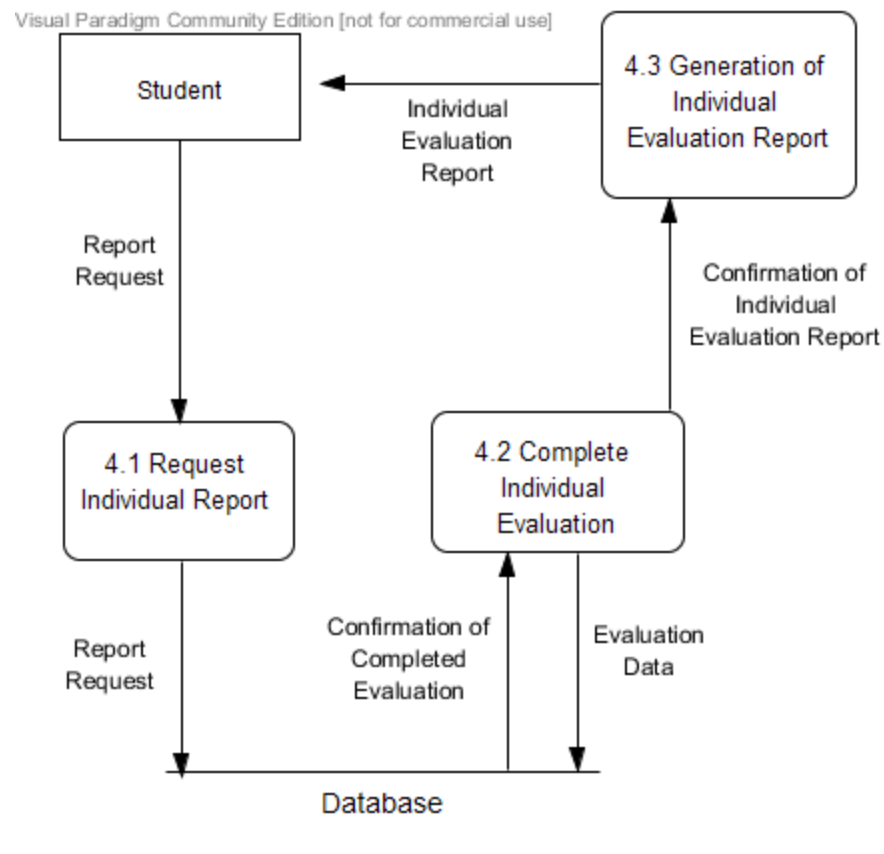 Visual Paradigm Community Edition [not for commercial use]
Student
4.3 Generation of
Individual
Evaluation Report
Individual
Evaluation
Report
Report
Request
Confirmation of
Individual
Evaluation Report
4.1 Request
Individual Report
4.2 Complete
Individual
Evaluation
Report
Request
Confirmation of
Completed
Evaluation
Evaluation
Data
Database